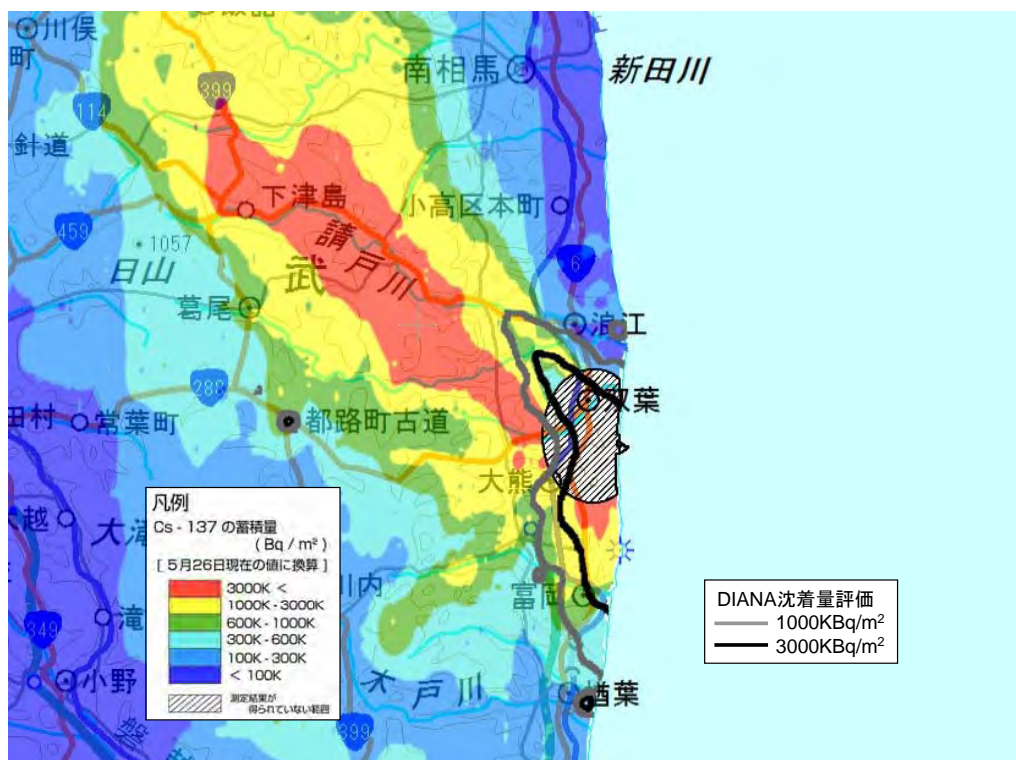 川俣
町
飯舘
399
南相馬
新田川
114
針道
下津島
小高区本町
459
1057
日山
請戸川
武
6
葛尾
浪江
288
双葉
田村
常葉町
都路町古道
大熊
越
大滝
川内
富岡
滝
349
小野
木戸川
楢葉
399
磐
凡例
Cs - 137 の蓄積量
( Bq / m² )
[ 5月26日現在の値に換算 ]
3000K <
1000K - 3000K
600K - 1000K
300K - 600K
100K - 300K
< 100K
測定結果が
得られていない範囲
DIANA沈着量評価
1000KBq/m²
3000KBq/m²